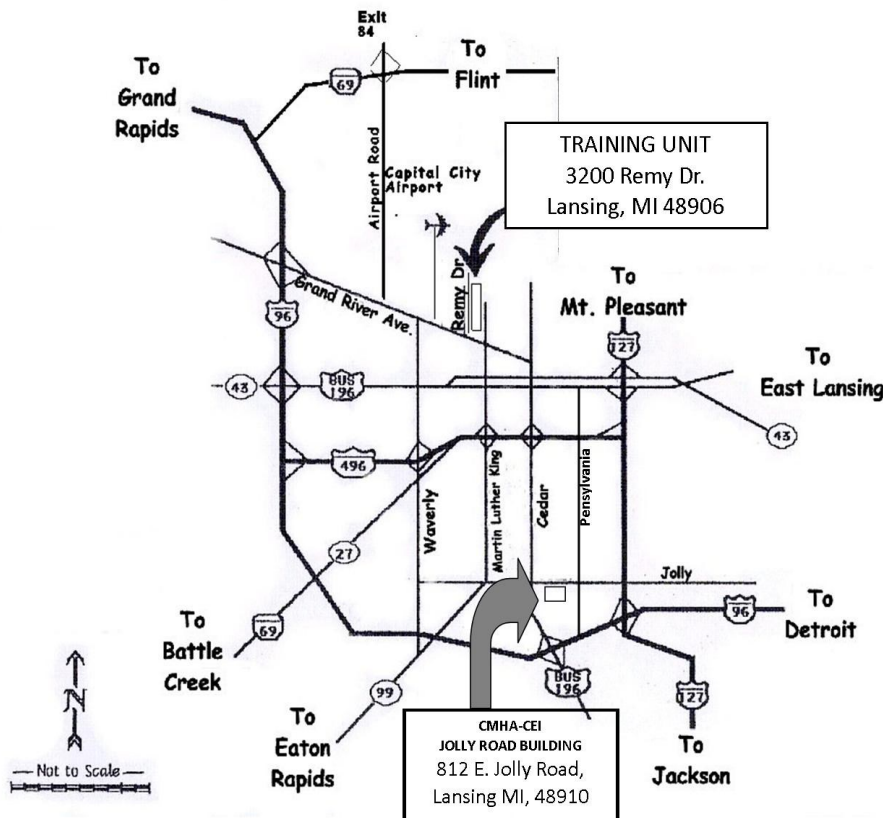 Exit
84
To
Flint
69
To
Grand
Rapids
TRAINING UNIT
3200 Remy Dr.
Lansing, MI 48906
Airport Road
Capital City
Airport
Remy Dr.
Grand River Ave.
96
To
Mt. Pleasant
127
To
East Lansing
43
BUS
196
43
496
Waverly
Martin Luther King
Cedar
Pensylvania
27
Jolly
69
To
Battle
Creek
99
To
Eaton
Rapids
BUS
196
96
To
Detroit
127
To
Jackson
N
Not to Scale
CMHA-CEI
JOLLY ROAD BUILDING
812 E. Jolly Road,
Lansing MI, 48910